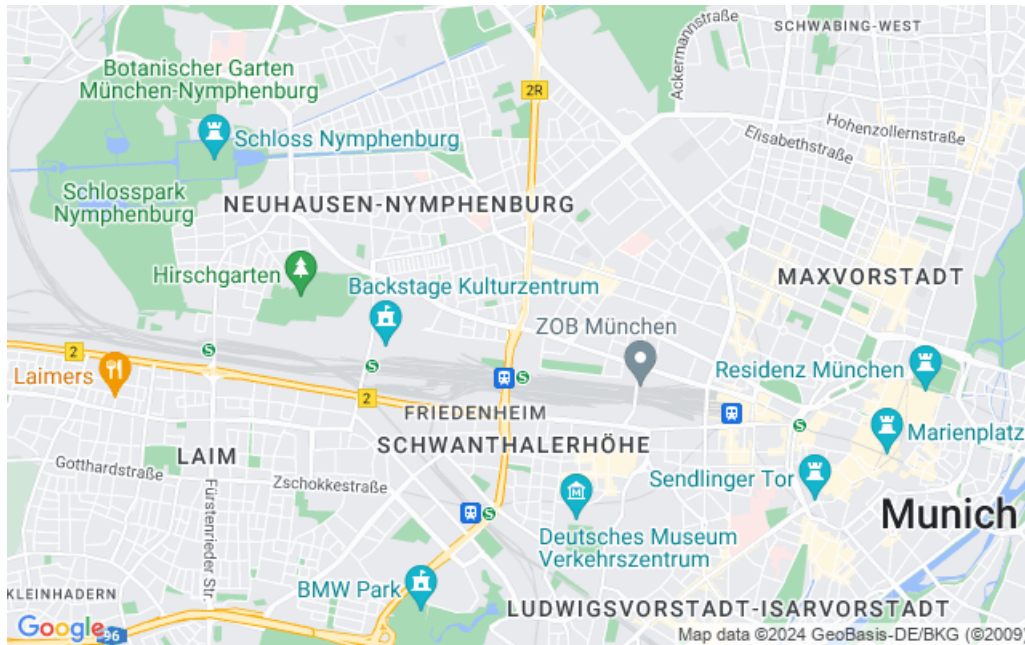 SCHWABING-WEST
Ackermannstraße
Botanischer Garten
München-Nymphenburg
2R
Hohenzollernstraße
Elisabethstraße
Schloss Nymphenburg
Schlosspark
Nymphenburg
NEUHAUSEN-NYMPHENBURG
Hirschgarten
MAXVORSTADT
Backstage Kulturzentrum
ZOB München
S
2
S
Laimers
Residenz München
S
2
FRIEDENHEIM
SCHWANTHALERHÖHE
S
Marienplatz
LAIM
Gotthardstraße
Zschokkestraße
Fürstenrieder Str.
Sendlinger Tor
M
S
Munich
Deutsches Museum
Verkehrszentrum
BMW Park
KLEINHADERN
LUDWIGSVORSTADT-ISARVORSTADT
Google
96
Map data ©2024 GeoBasis-DE/BKG (©2009)